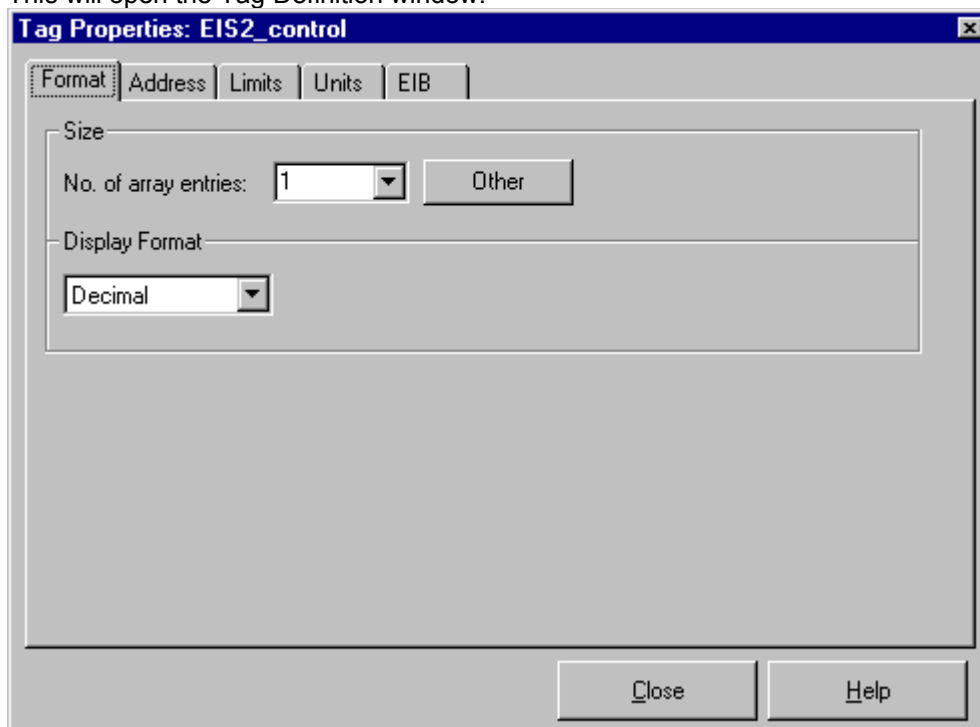 This will open the Tag Definition window.
Tag Properties: EIS2_control
Format Address Limits Units EIB
Size
No. of array entries: 1 Other
Display Format
Decimal
Close Help